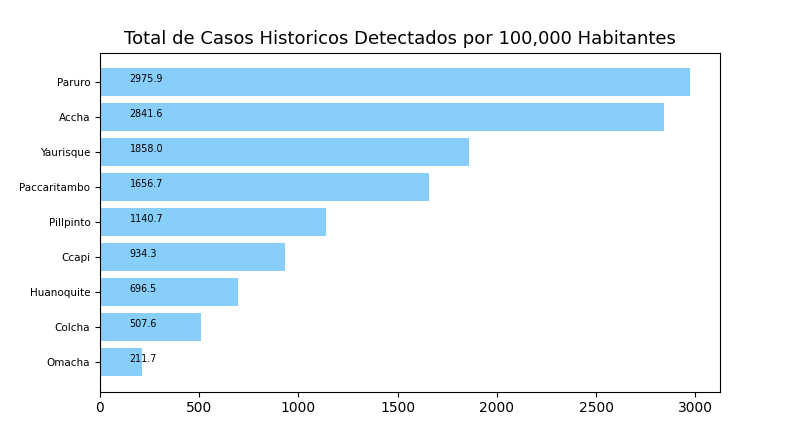 Total de Casos Historicos Detectados por 100,000 Habitantes
Paruro 2975.9
Accha 2841.6
Yaurisque 1858.0
Paccaritambo 1656.7
Pillpinto 1140.7
Ccapi 934.3
Huanoquite 696.5
Colcha 507.6
Omacha 211.7
0 500 1000 1500 2000 2500 3000